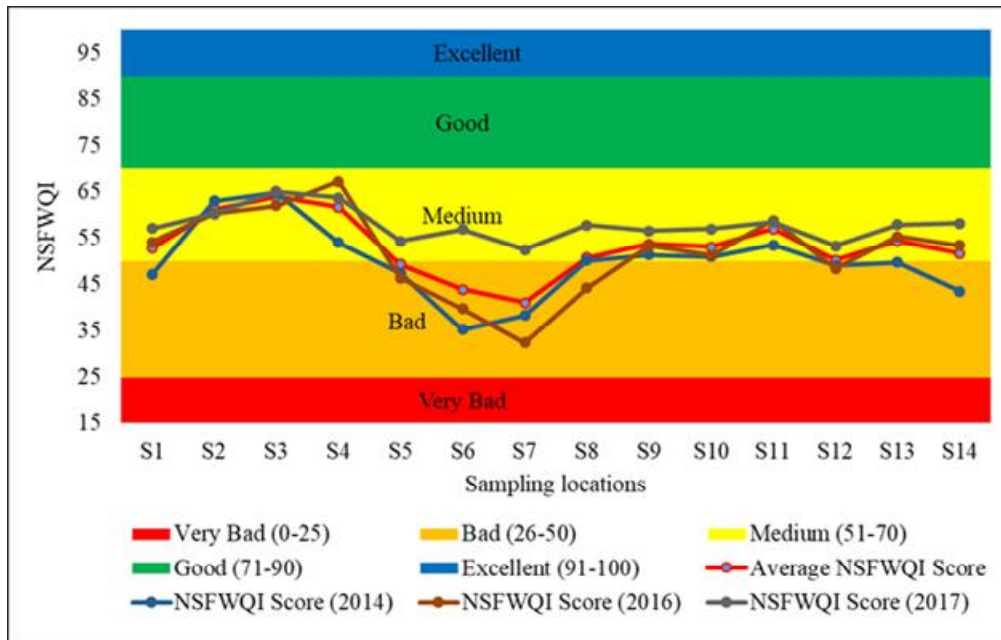 95
85
75
65
55
45
35
25
15
NSFWQI
Excellent
Good
Medium
Bad
Very Bad
S1 S2 S3 S4 S5 S6 S7 S8 S9 S10 S11 S12 S13 S14
Sampling locations
Very Bad (0-25) Bad (26-50) Medium (51-70)
Good (71-90) Excellent (91-100) Average NSFWQI Score
NSFWQI Score (2014) NSFWQI Score (2016) NSFWQI Score (2017)